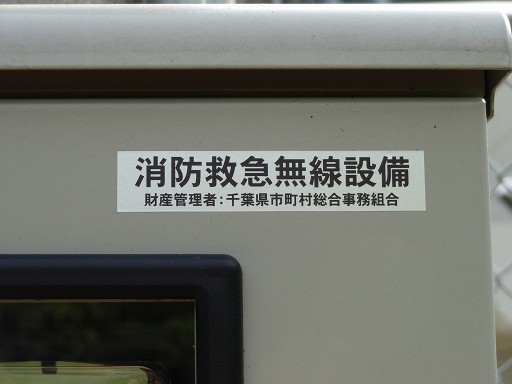 消防救急無線設備
財産管理者:千葉県市町村総合事務組合